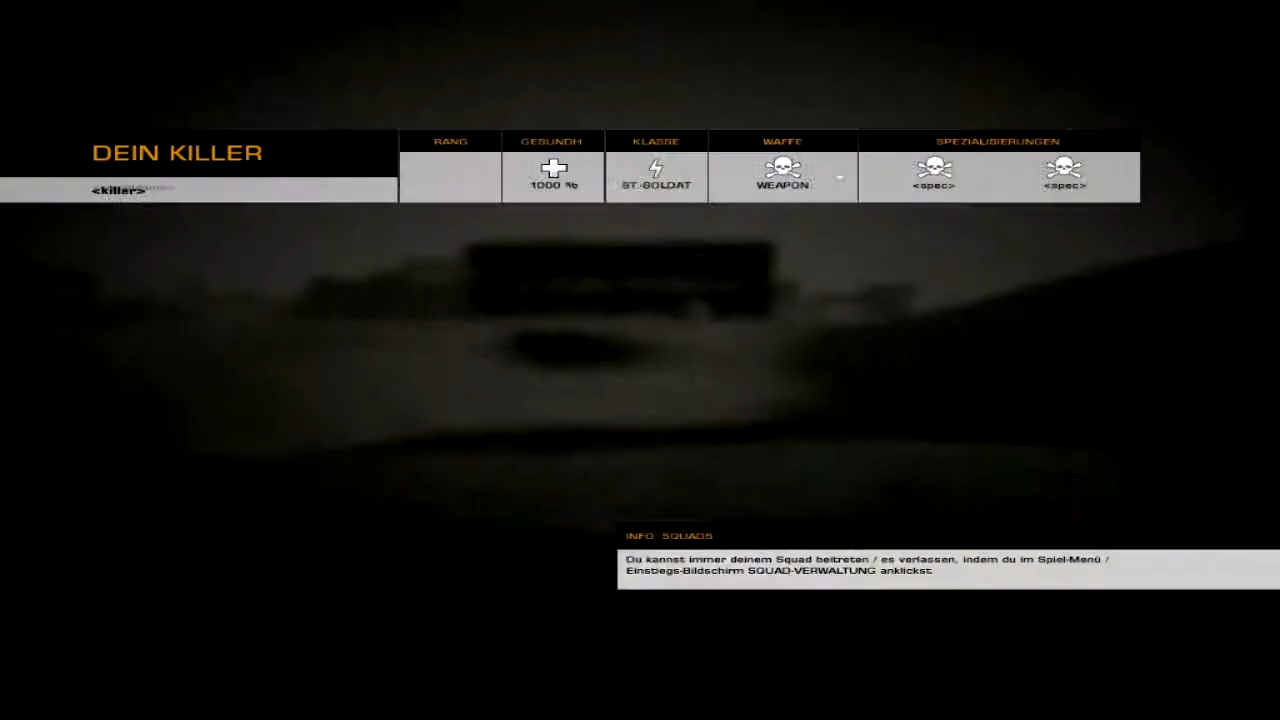 DEIN KILLER
RANG
GESUNDH
KLASSE
WAFFE
SPEZIALISIERUNGEN
<killer>
1000 %
ST.-SOLDAT
WEAPON
<spec>
<spec>
INFO SQUADS
Du kannst immer deinem Squad beitreten / es verlassen, indem du im Spiel-Menü /
Einstiegs-Bildschirm SQUAD-VERWALTUNG anklickst.